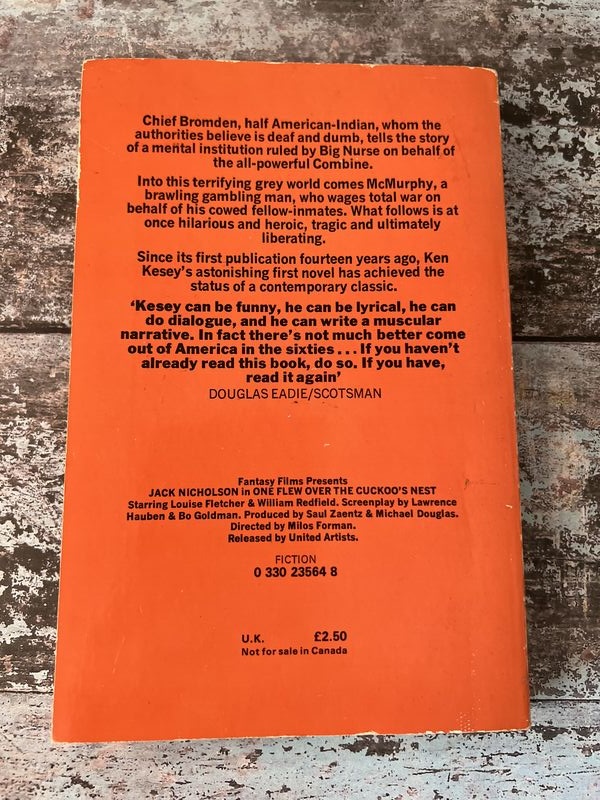 Chief Bromden, half American-Indian, whom the
authorities believe is deaf and dumb, tells the story
of a mental institution ruled by Big Nurse on behalf of
the all-powerful Combine.
Into this terrifying grey world comes McMurphy, a
brawling gambling man, who wages total war on
behalf of his cowed fellow-inmates. What follows is at
once hilarious and heroic, tragic and ultimately
liberating.
Since its first publication fourteen years ago, Ken
Kesey's astonishing first novel has achieved the
status of a contemporary classic.
‘Kesey can be funny, he can be lyrical, he can
do dialogue, and he can write a muscular
narrative. In fact there's not much better come
out of America in the sixties . . . If you haven't
already read this book, do so. If you have,
read it again’
DOUGLAS EADIE/SCOTSMAN
Fantasy Films Presents
JACK NICHOLSON in ONE FLEW OVER THE CUCKOO'S NEST
Starring Louise Fletcher & William Redfield. Screenplay by Lawrence
Hauben & Bo Goldman. Produced by Saul Zaentz & Michael Douglas.
Directed by Milos Forman.
Released by United Artists.
FICTION
0 330 23564 8
U.K. £2.50
Not for sale in Canada